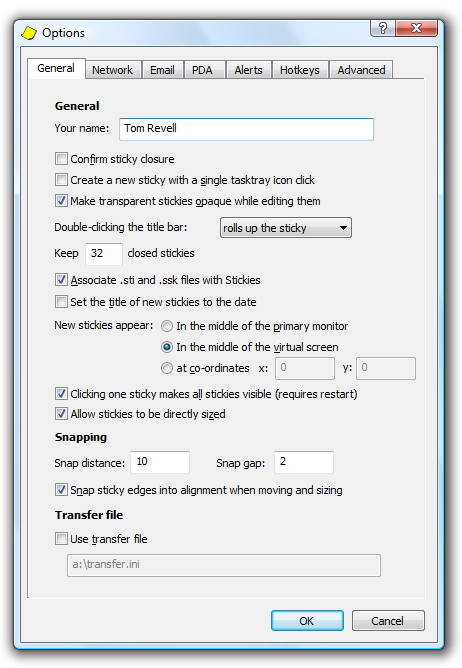 Options
General Network Email PDA Alerts Hotkeys Advanced
General
Your name: Tom Revell
Confirm sticky closure
Create a new sticky with a single tasktray icon click
Make transparent stickies opaque while editing them
Double-clicking the title bar: rolls up the sticky
Keep 32 closed stickies
Associate .sti and .ssk files with Stickies
Set the title of new stickies to the date
New stickies appear: In the middle of the primary monitor
In the middle of the virtual screen
at co-ordinates x: 0 y: 0
Clicking one sticky makes all stickies visible (requires restart)
Allow stickies to be directly sized
Snapping
Snap distance: 10 Snap gap: 2
Snap sticky edges into alignment when moving and sizing
Transfer file
Use transfer file
a:\transfer.ini
OK Cancel